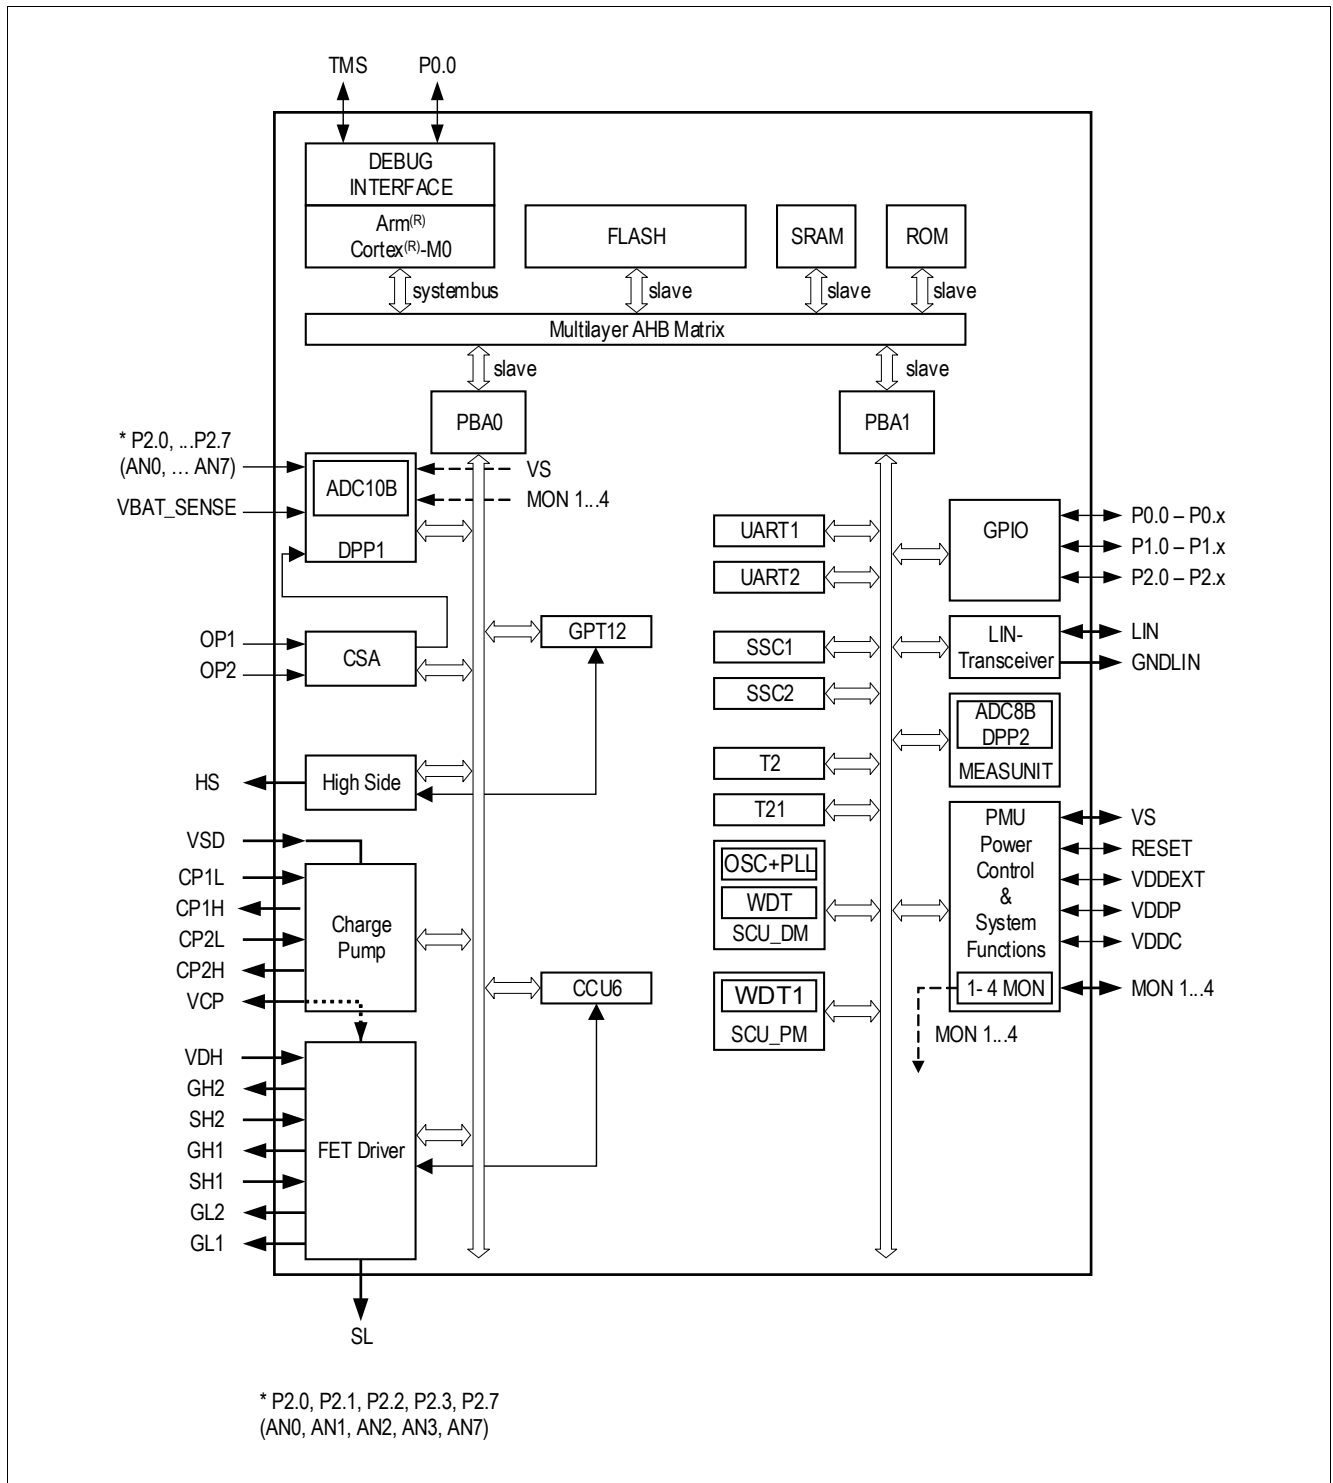 TMS
P0.0
DEBUG
INTERFACE
Arm(R)
Cortex(R)-M0
FLASH
SRAM
ROM
systembus
slave
slave
slave
Multilayer AHB Matrix
slave
slave
PBA0
PBA1
* P2.0, ...P2.7
(AN0, ... AN7)
VBAT_SENSE
ADC10B
DPP1
VS
MON 1...4
OP1
OP2
CSA
GPT12
HS
High Side
VSD
CP1L
CP1H
CP2L
CP2H
VCP
Charge
Pump
CCU6
VDH
GH2
SH2
GH1
SH1
GL2
GL1
FET Driver
SL
UART1
UART2
SSC1
SSC2
T2
T21
OSC+PLL
WDT
SCU_DM
WDT1
SCU_PM
GPIO
P0.0 – P0.x
P1.0 – P1.x
P2.0 – P2.x
LIN-
Transceiver
LIN
GNDLIN
ADC8B
DPP2
MEASUNIT
PMU
Power
Control
&
System
Functions
1- 4 MON
VS
RESET
VDDEXT
VDDP
VDDC
MON 1...4
MON 1...4
* P2.0, P2.1, P2.2, P2.3, P2.7
(AN0, AN1, AN2, AN3, AN7)